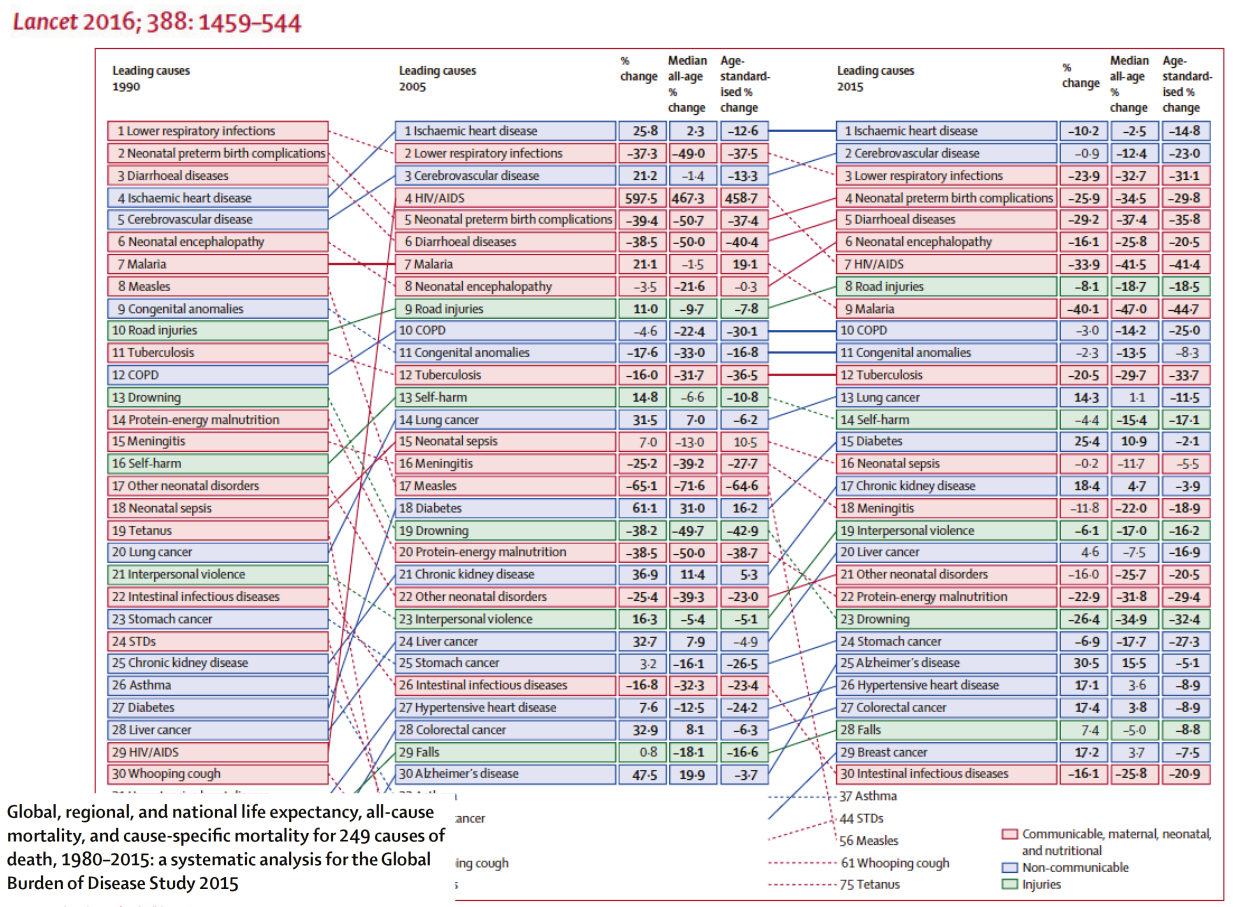 Lancet 2016; 388: 1459–544
Leading causes
1990
1 Lower respiratory infections
2 Neonatal preterm birth complications
3 Diarrhoeal diseases
4 Ischaemic heart disease
5 Cerebrovascular disease
6 Neonatal encephalopathy
7 Malaria
8 Measles
9 Congenital anomalies
10 Road injuries
11 Tuberculosis
12 COPD
13 Drowning
14 Protein-energy malnutrition
15 Meningitis
16 Self-harm
17 Other neonatal disorders
18 Neonatal sepsis
19 Tetanus
20 Lung cancer
21 Interpersonal violence
22 Intestinal infectious diseases
23 Stomach cancer
24 STDs
25 Chronic kidney disease
26 Asthma
27 Diabetes
28 Liver cancer
29 HIV/AIDS
30 Whooping cough
Leading causes
2005
%
change
Median
all-age
%
change
Age-
standard-
ised %
change
1 Ischaemic heart disease 25·8 2·3 –12·6
2 Lower respiratory infections –37·3 –49·0 –37·5
3 Cerebrovascular disease 21·2 –1·4 –13·3
4 HIV/AIDS 597·5 467·3 458·7
5 Neonatal preterm birth complications –39·4 –50·7 –37·4
6 Diarrhoeal diseases –38·5 –50·0 –40·4
7 Malaria 21·1 –1·5 19·1
8 Neonatal encephalopathy –3·5 –21·6 –0·3
9 Road injuries 11·0 –9·7 –7·8
10 COPD –4·6 –22·4 –30·1
11 Congenital anomalies –17·6 –33·0 –16·8
12 Tuberculosis –16·0 –31·7 –36·5
13 Self-harm 14·8 –6·6 –10·8
14 Lung cancer 31·5 7·0 –6·2
15 Neonatal sepsis 7·0 –13·0 10·5
16 Meningitis –25·2 –39·2 –27·7
17 Measles –65·1 –71·6 –64·6
18 Diabetes 61·1 31·0 16·2
19 Drowning –38·2 –49·7 –42·9
20 Protein-energy malnutrition –38·5 –50·0 –38·7
21 Chronic kidney disease 36·9 11·4 5·3
22 Other neonatal disorders –25·4 –39·3 –23·0
23 Interpersonal violence 16·3 –5·4 –5·1
24 Liver cancer 32·7 7·9 –4·9
25 Stomach cancer 3·2 –16·1 –26·5
26 Intestinal infectious diseases –16·8 –32·3 –23·4
27 Hypertensive heart disease 7·6 –12·5 –24·2
28 Colorectal cancer 32·9 8·1 –6·3
29 Falls 0·8 –18·1 –16·6
30 Alzheimer's disease 47·5 19·9 –3·7
ancer
ing cough
Leading causes
2015
%
change
Median
all-age
%
change
Age-
standard-
ised %
change
1 Ischaemic heart disease –10·2 –2·5 –14·8
2 Cerebrovascular disease –0·9 –12·4 –23·0
3 Lower respiratory infections –23·9 –32·7 –31·1
4 Neonatal preterm birth complications –25·9 –34·5 –29·8
5 Diarrhoeal diseases –29·2 –37·4 –35·8
6 Neonatal encephalopathy –16·1 –25·8 –20·5
7 HIV/AIDS –33·9 –41·5 –41·4
8 Road injuries –8·1 –18·7 –18·5
9 Malaria –40·1 –47·0 –44·7
10 COPD –3·0 –14·2 –25·0
11 Congenital anomalies –2·3 –13·5 –8·3
12 Tuberculosis –20·5 –29·7 –33·7
13 Lung cancer 14·3 1·1 –11·5
14 Self-harm –4·4 –15·4 –17·1
15 Diabetes 25·4 10·9 –2·1
16 Neonatal sepsis –0·2 –11·7 –5·5
17 Chronic kidney disease 18·4 4·7 –3·9
18 Meningitis –11·8 –22·0 –18·9
19 Interpersonal violence –6·1 –17·0 –16·2
20 Liver cancer 4·6 –7·5 –16·9
21 Other neonatal disorders –16·0 –25·7 –20·5
22 Protein-energy malnutrition –22·9 –31·8 –29·4
23 Drowning –26·4 –34·9 –32·4
24 Stomach cancer –6·9 –17·7 –27·3
25 Alzheimer's disease 30·5 15·5 –5·1
26 Hypertensive heart disease 17·1 3·6 –8·9
27 Colorectal cancer 17·4 3·8 –8·9
28 Falls 7·4 –5·0 –8·8
29 Breast cancer 17·2 3·7 –7·5
30 Intestinal infectious diseases –16·1 –25·8 –20·9
37 Asthma
44 STDs
56 Measles
61 Whooping cough
75 Tetanus
Communicable, maternal, neonatal,
and nutritional
Non-communicable
Injuries
Global, regional, and national life expectancy, all-cause
mortality, and cause-specific mortality for 249 causes of
death, 1980–2015: a systematic analysis for the Global
Burden of Disease Study 2015